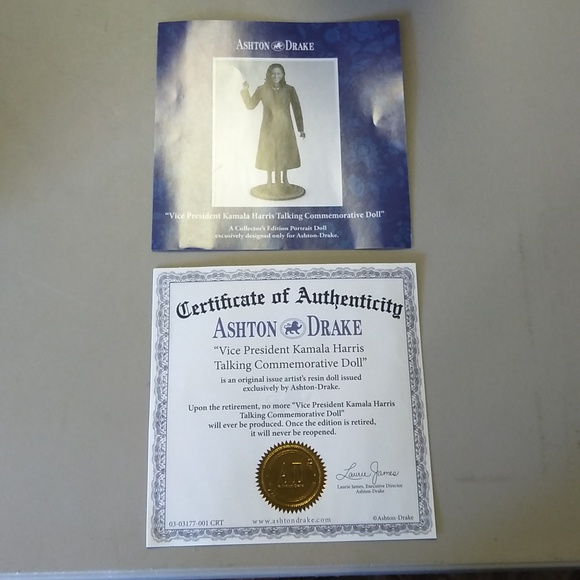 ASHTON DRAKE
"Vice President Kamala Harris Talking Commemorative Doll"
A Collector's Edition Portrait Doll
exclusively designed only for Ashton-Drake.
Certificate of Authenticity
ASHTON DRAKE
"Vice President Kamala Harris
Talking Commemorative Doll"
is an original issue artist's resin doll issued
exclusively by Ashton-Drake.
Upon the retirement, no more "Vice President Kamala Harris
Talking Commemorative Doll"
will ever be produced. Once the edition is retired,
it will never be reopened.
A D
Laurie James
Laurie James, Executive Director
Ashton-Drake
03-03177-001 CRT
www.ashtondrake.com
©Ashton-Drake